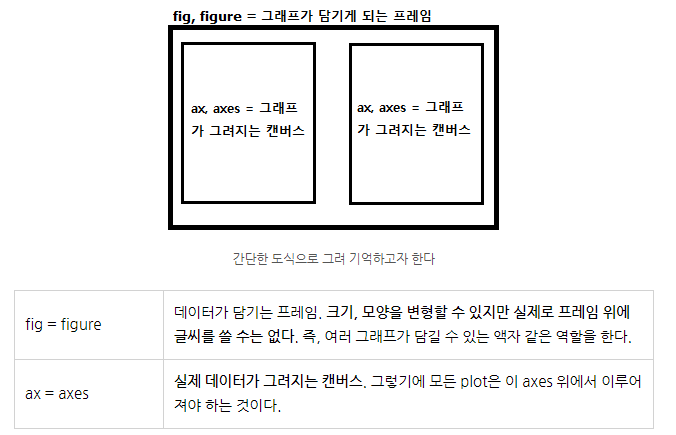 fig, figure = 그래프가 담기게 되는 프레임
ax, axes = 그래프
가 그려지는 캔버스
ax, axes = 그래프
가 그려지는 캔버스
간단한 도식으로 그려 기억하고자 한다
fig = figure
데이터가 담기는 프레임. 크기, 모양을 변형할 수 있지만 실제로 프레임 위에
글씨를 쓸 수는 없다. 즉, 여러 그래프가 담길 수 있는 액자 같은 역할을 한다.
ax = axes
실제 데이터가 그려지는 캔버스. 그렇기에 모든 plot은 이 axes 위에서 이루어
져야 하는 것이다.